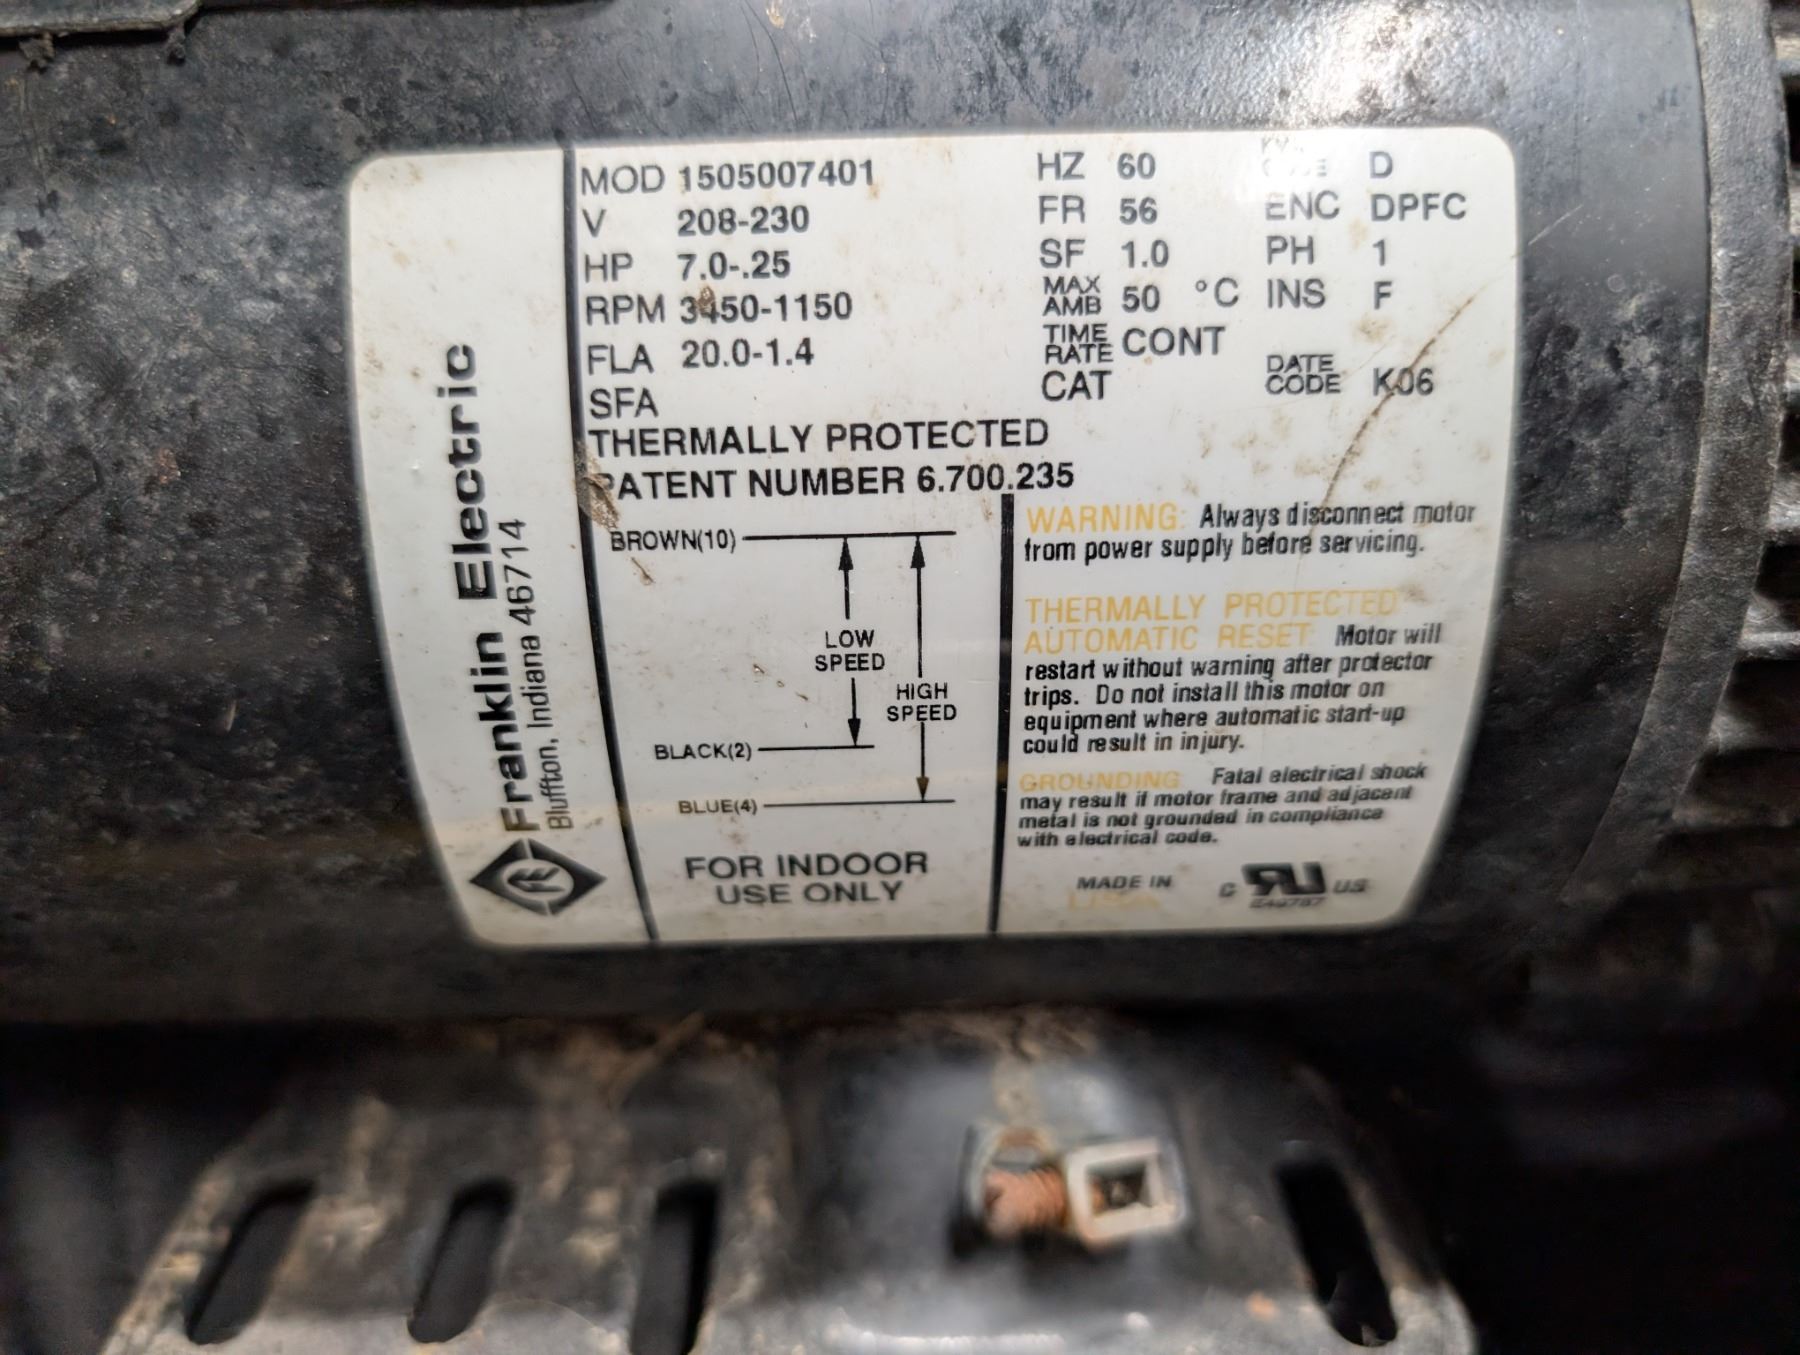 MOD 1505007401
V 208-230
HP 7.0-.25
RPM 3450-1150
FLA 20.0-1.4
SFA
HZ 60
FR 56
SF 1.0
MAX AMB 50 °C
TIME RATE CONT
CAT
CODE D
ENC DPFC
PH 1
INS F
DATE CODE K06
THERMALLY PROTECTED
PATENT NUMBER 6.700.235
BROWN(10)
LOW
SPEED
HIGH
SPEED
BLACK(2)
BLUE(4)
FOR INDOOR
USE ONLY
WARNING: Always disconnect motor
from power supply before servicing.
THERMALLY PROTECTED
AUTOMATIC RESET: Motor will
restart without warning after protector
trips. Do not install this motor on
equipment where automatic start-up
could result in injury.
GROUNDING: Fatal electrical shock
may result if motor frame and adjacent
metal is not grounded in compliance
with electrical code.
MADE IN
USA
C RU US
Franklin Electric
Bluffton, Indiana 46714
FE